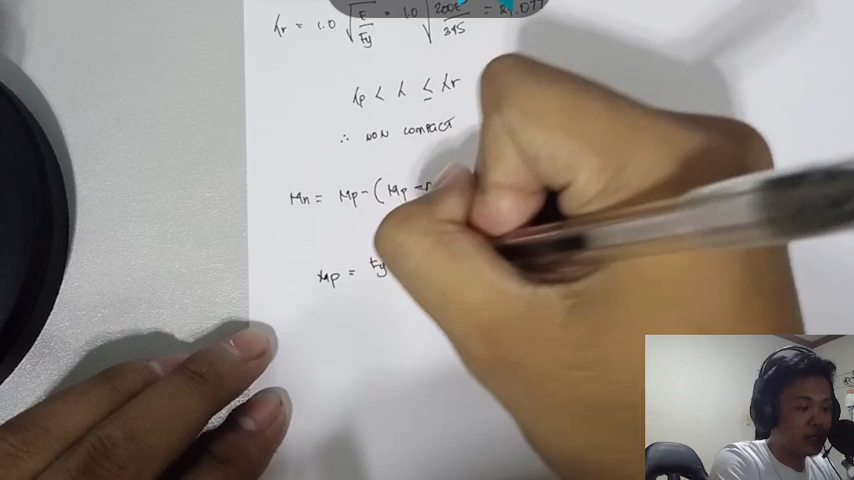 λr = 1.0 √E/Fy = 1.0 √200E/345 = 24.077
λp < λ ≤ λr
∴ NON COMPACT
Mn = Mp - (Mp -
Mp = Fy